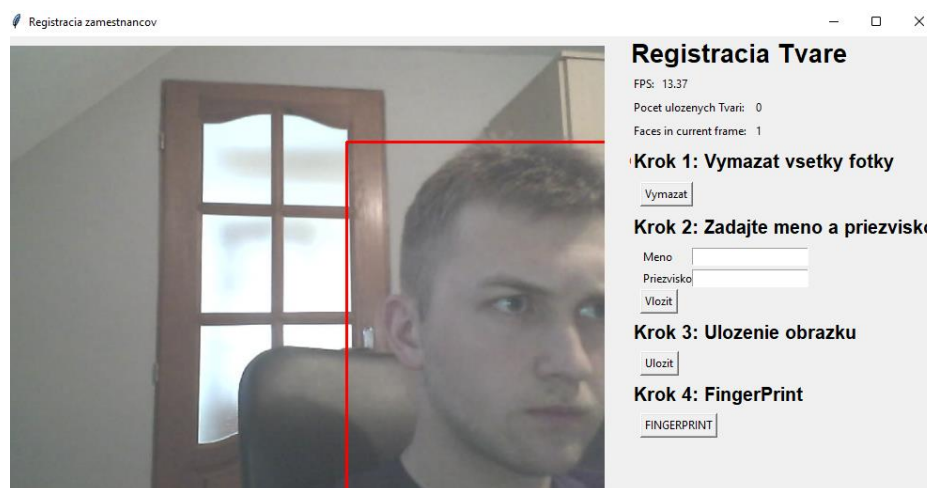 Registracia zamestnancov
Registracia Tvare
FPS: 13.37
Pocet ulozenych Tvari: 0
Faces in current frame: 1
Krok 1: Vymazat vsetky fotky
Vymazat
Krok 2: Zadajte meno a priezvisko
Meno
Priezvisko
Vlozit
Krok 3: Ulozenie obrazku
Ulozit
Krok 4: FingerPrint
FINGERPRINT